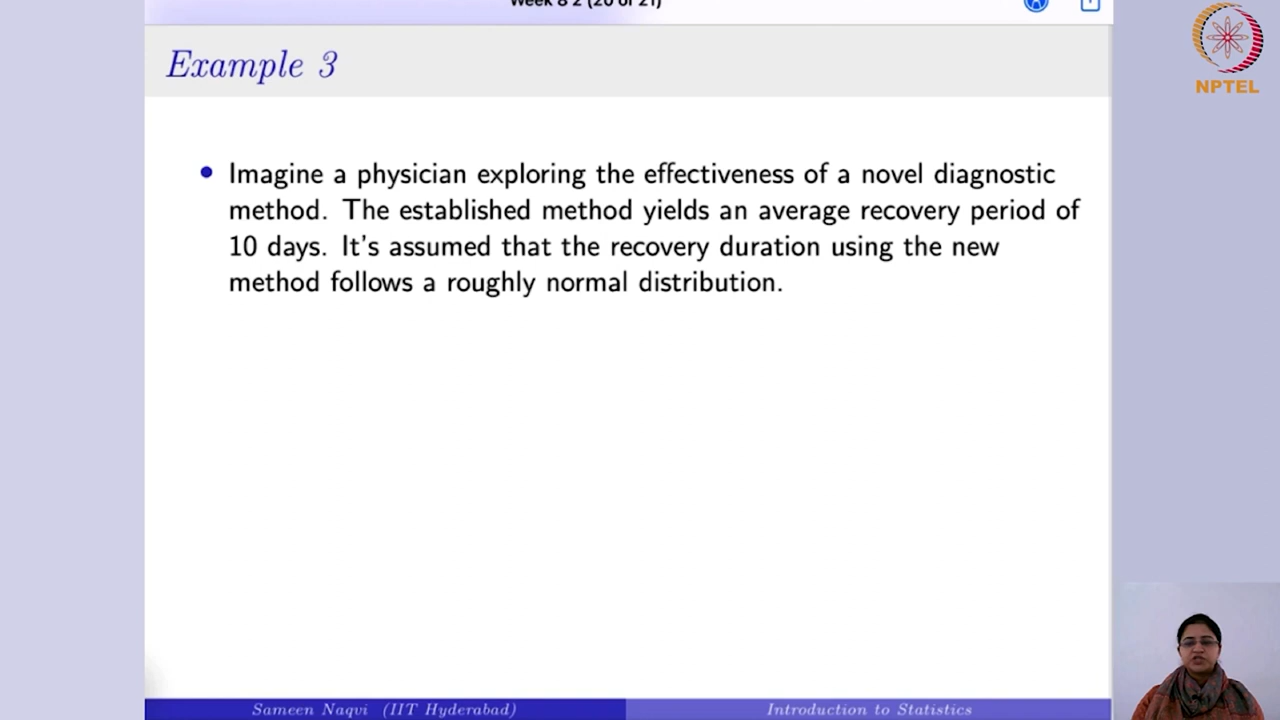 Week 8 2 (20 of 21)
NPTEL
Example 3
• Imagine a physician exploring the effectiveness of a novel diagnostic
method. The established method yields an average recovery period of
10 days. It's assumed that the recovery duration using the new
method follows a roughly normal distribution.
Sameen Naqvi (IIT Hyderabad)
Introduction to Statistics